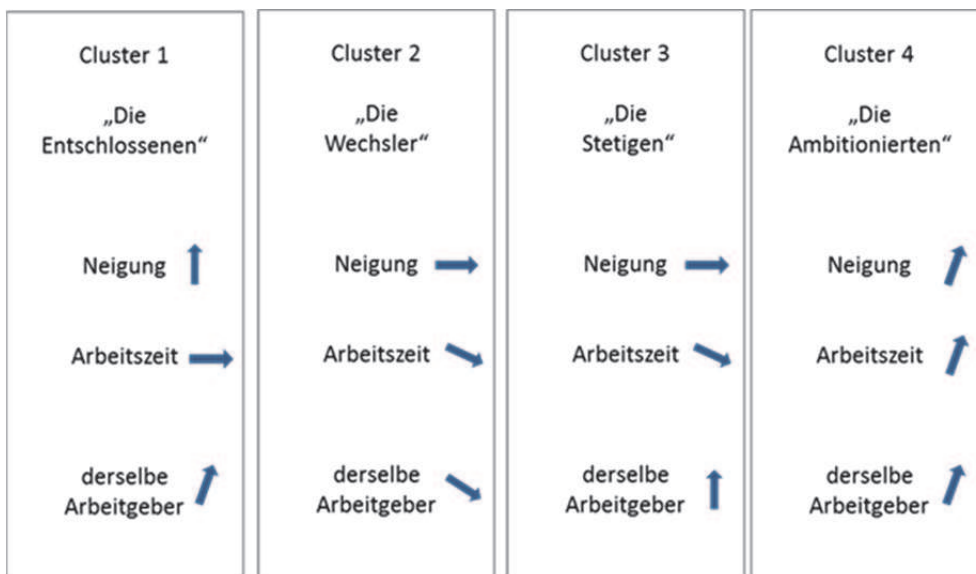 Cluster 1
„Die
Entschlossenen“
Neigung
Arbeitszeit
derselbe
Arbeitgeber
Cluster 2
„Die
Wechsler“
Neigung
Arbeitszeit
derselbe
Arbeitgeber
Cluster 3
„Die
Stetigen“
Neigung
Arbeitszeit
derselbe
Arbeitgeber
Cluster 4
„Die
Ambitionierten“
Neigung
Arbeitszeit
derselbe
Arbeitgeber